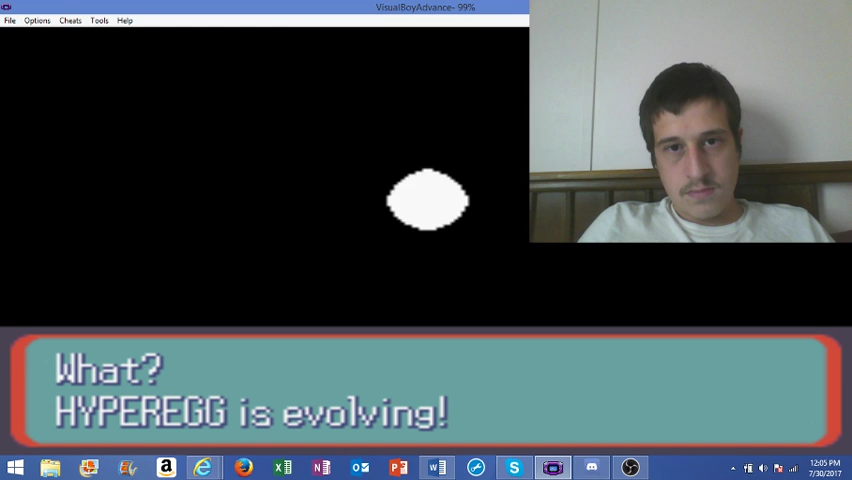 VisualBoyAdvance- 99%
File Options Cheats Tools Help
What?
HYPEREGG is evolving!
12:05 PM
7/30/2017